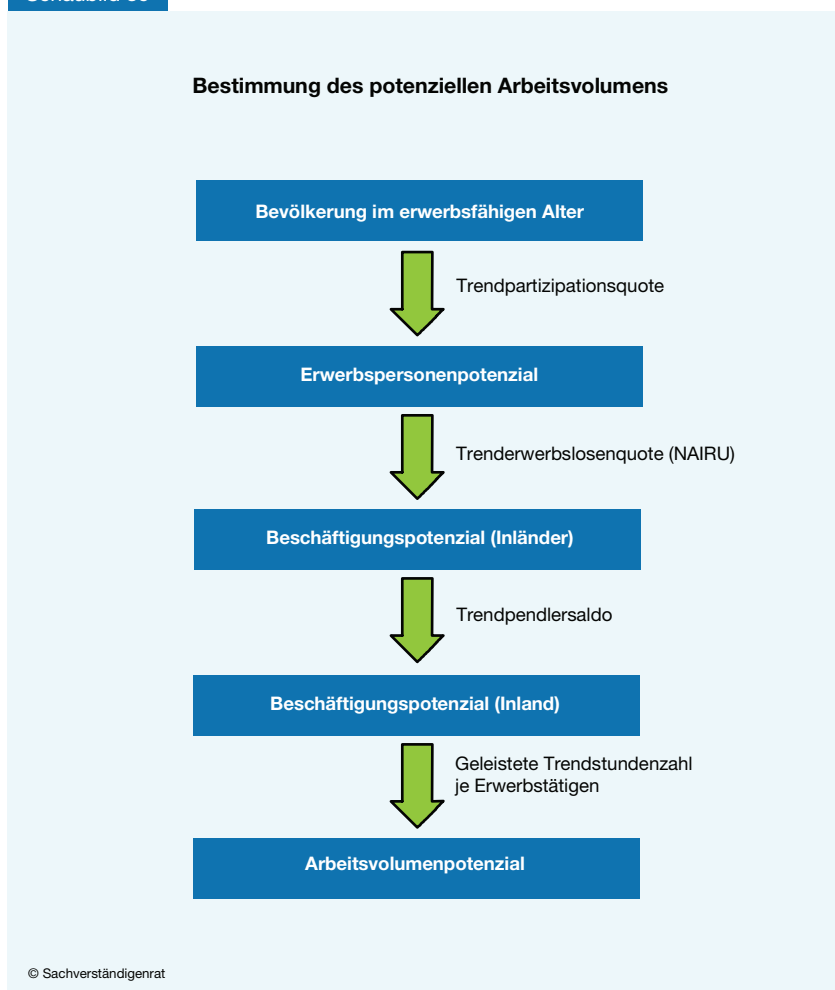 Bestimmung des potenziellen Arbeitsvolumens
Bevölkerung im erwerbsfähigen Alter
Trendpartizipationsquote
Erwerbspersonenpotenzial
Trenderwerbslosenquote (NAIRU)
Beschäftigungspotenzial (Inländer)
Trendpendlersaldo
Beschäftigungspotenzial (Inland)
Geleistete Trendstundenzahl
je Erwerbstätigen
Arbeitsvolumenpotenzial
© Sachverständigenrat